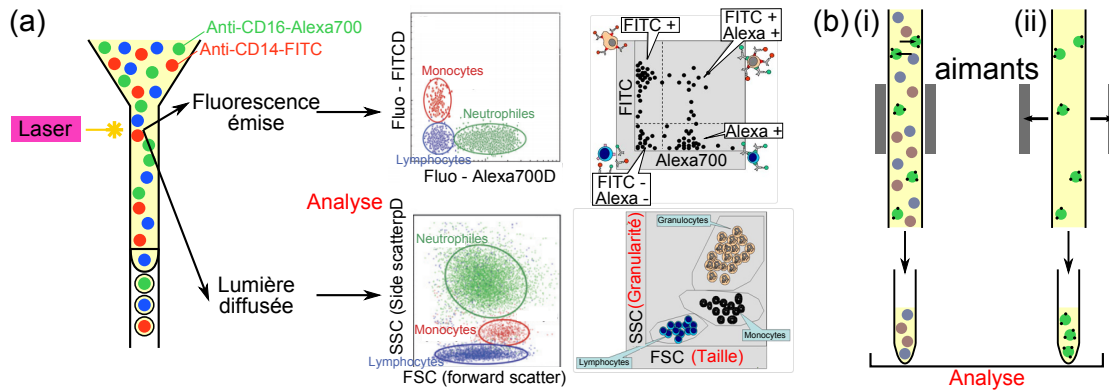 (a)
Anti-CD16-Alexa700
Anti-CD14-FITC
Laser
Fluorescence
émise
Lumière
diffusée
Analyse
Fluo - FITCD
Monocytes
Neutrophiles
Lymphocytes
Fluo - Alexa700D
FITC +
FITC +
Alexa +
FITC
Alexa +
Alexa700
FITC -
Alexa -
SSC (Side scatterpD
Neutrophiles
Monocytes
Lymphocytes
FSC (forward scatter)
SSC (Granularité)
Granulocytes
Monocytes
Lymphocytes
FSC (Taille)
(b) (i)
(ii)
aimants
Analyse